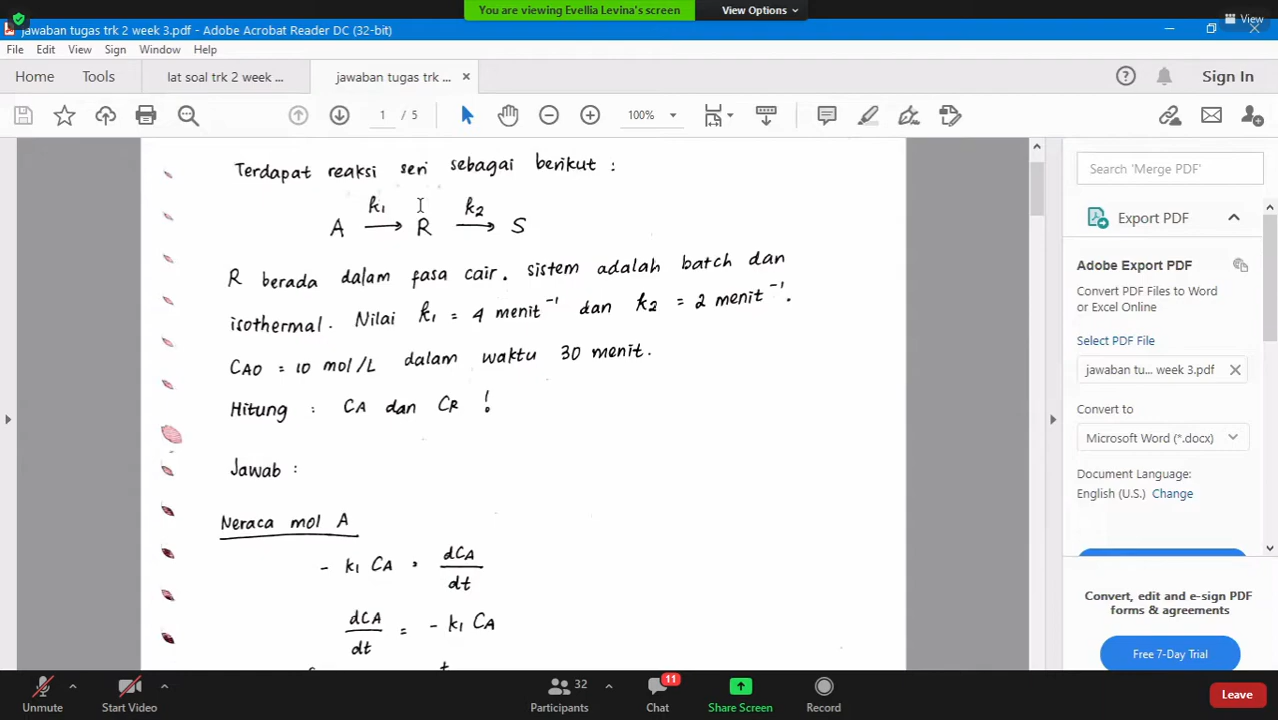 You are viewing Evellia Levina's screen
View Options
View
jawaban tugas trk 2 week 3.pdf - Adobe Acrobat Reader DC (32-bit)
File Edit View Sign Window Help
Home Tools lat soal trk 2 week ... jawaban tugas trk ... ×
Sign In
1 / 5
100%
Terdapat reaksi seri sebagai berikut :
k1 k2
A → R → S
R berada dalam fasa cair. sistem adalah batch dan
isothermal. Nilai k1 = 4 menit⁻¹ dan k2 = 2 menit⁻¹.
CA0 = 10 mol/L dalam waktu 30 menit.
Hitung : CA dan CR !
Jawab :
Neraca mol A
- k1 CA = dCA
dt
dCA
dt = - k1 CA
t
Search 'Merge PDF'
Export PDF
Adobe Export PDF
Convert PDF Files to Word
or Excel Online
Select PDF File
jawaban tu... week 3.pdf
Convert to
Microsoft Word (*.docx)
Document Language:
English (U.S.) Change
Convert, edit and e-sign PDF
forms & agreements
Free 7-Day Trial
Unmute
Start Video
32
Participants
11
Chat
Share Screen
Record
Leave